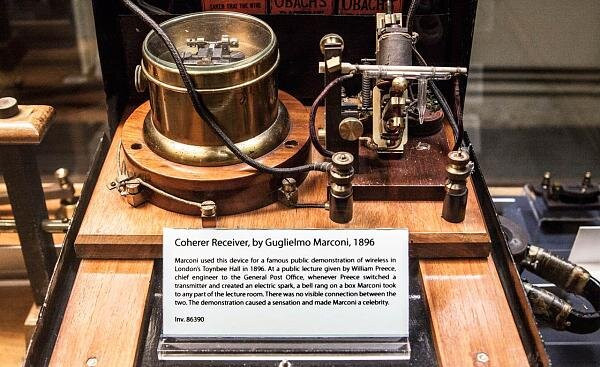 OBACH'S
Coherer Receiver, by Guglielmo Marconi, 1896
Marconi used this device for a famous public demonstration of wireless in
London's Toynbee Hall in 1896. At a public lecture given by William Preece,
chief engineer to the General Post Office, whenever Preece switched a
transmitter and created an electric spark, a bell rang on a box Marconi took
to any part of the lecture room. There was no visible connection between the
two. The demonstration caused a sensation and made Marconi a celebrity.
Inv. 86390